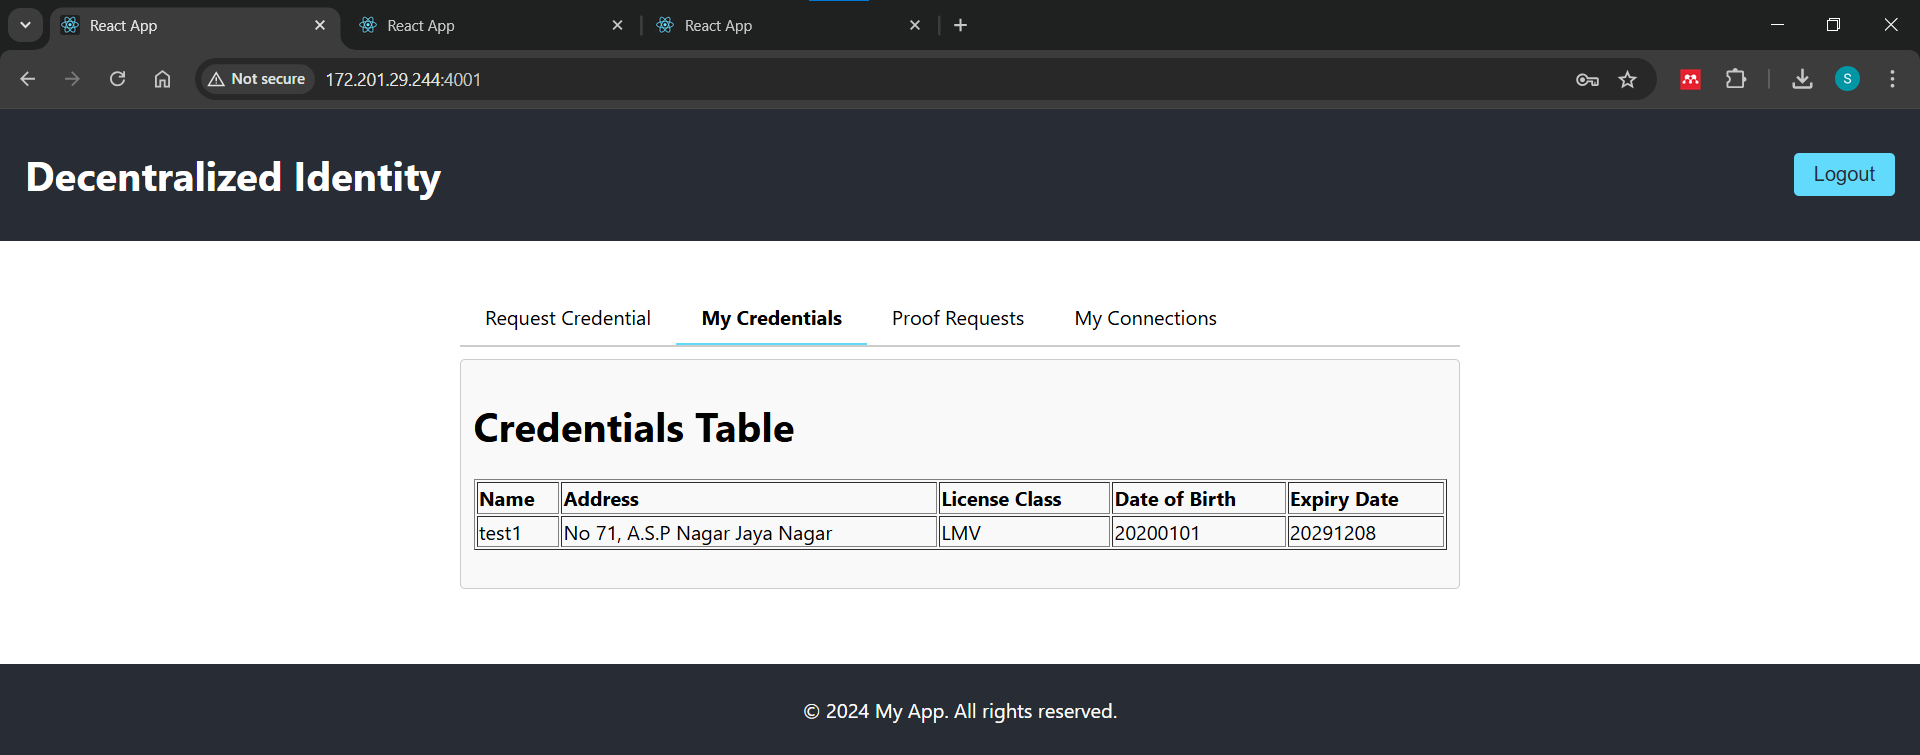 React App
React App
React App
Not secure
172.201.29.244:4001
S
Decentralized Identity
Logout
Request Credential
My Credentials
Proof Requests
My Connections
Credentials Table
Name Address License Class Date of Birth Expiry Date
test1 No 71, A.S.P Nagar Jaya Nagar LMV 20200101 20291208
© 2024 My App. All rights reserved.